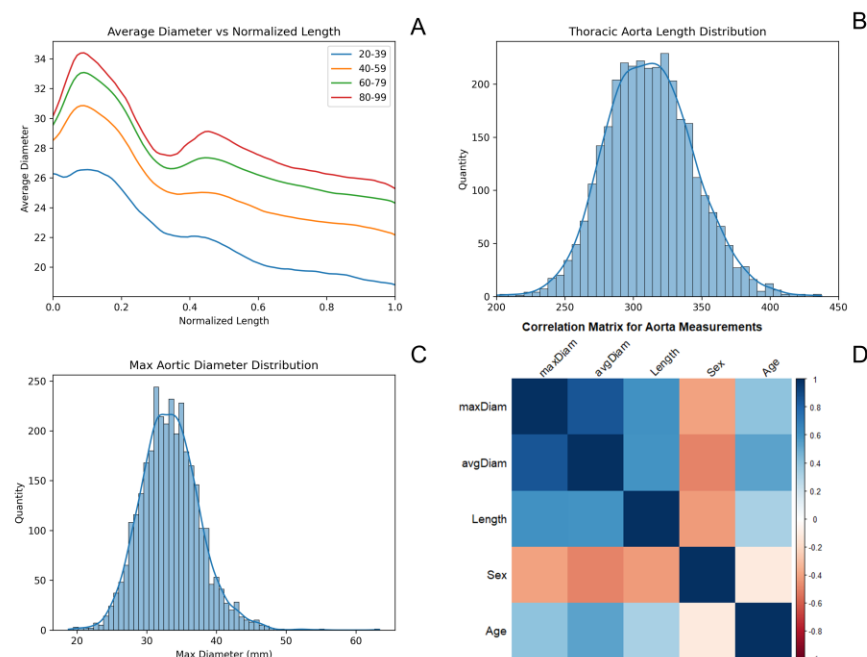 A
Average Diameter vs Normalized Length
20-39
40-59
60-79
80-99
34
32
30
28
26
24
22
20
Average Diameter
0.0 0.2 0.4 0.6 0.8 1.0
Normalized Length
B
Thoracic Aorta Length Distribution
200
150
100
50
0
Quantity
200 250 300 350 400 450
C
Max Aortic Diameter Distribution
250
200
150
100
50
0
Quantity
20 30 40 50 60
Max Diameter (mm)
Correlation Matrix for Aorta Measurements
D
maxDiam avgDiam Length Sex Age
maxDiam
avgDiam
Length
Sex
Age
1
0.8
0.6
0.4
0.2
0
-0.2
-0.4
-0.6
-0.8